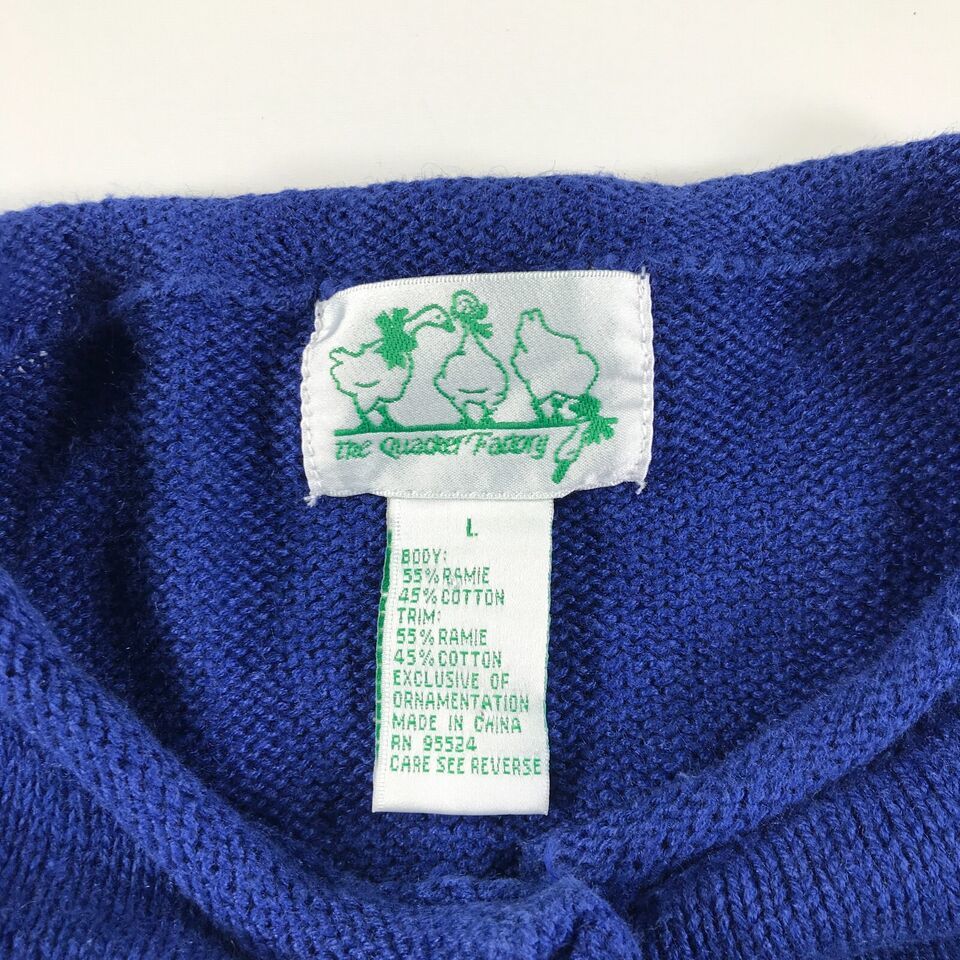 The Quacker Factory
L
BODY:
55% RAMIE
45% COTTON
TRIM:
55% RAMIE
45% COTTON
EXCLUSIVE OF
ORNAMENTATION
MADE IN CHINA
RN 95524
CARE SEE REVERSE